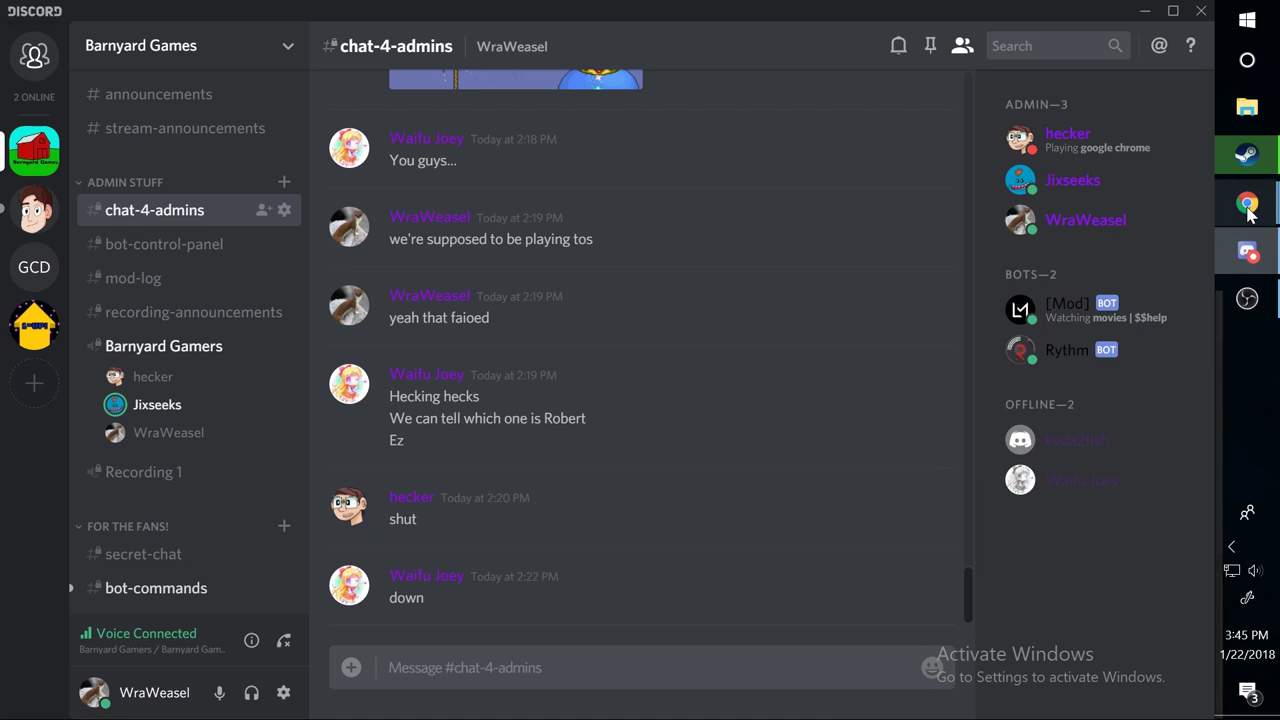 DISCORD
2 ONLINE
GCD
Barnyard Games
# announcements
# stream-announcements
ADMIN STUFF
chat-4-admins
bot-control-panel
mod-log
recording-announcements
Barnyard Gamers
hecker
Jixseeks
WraWeasel
Recording 1
FOR THE FANS!
secret-chat
bot-commands
Voice Connected
Barnyard Gamers / Barnyard Gam..
WraWeasel
chat-4-admins WraWeasel
Search
Waifu Joey Today at 2:18 PM
You guys...
WraWeasel Today at 2:19 PM
we're supposed to be playing tos
WraWeasel Today at 2:19 PM
yeah that faioed
Waifu Joey Today at 2:19 PM
Hecking hecks
We can tell which one is Robert
Ez
hecker Today at 2:20 PM
shut
Waifu Joey Today at 2:22 PM
down
Message #chat-4-admins
ADMIN—3
hecker
Playing google chrome
Jixseeks
WraWeasel
BOTS—2
[Mod] BOT
Watching movies | $$help
Rythm BOT
OFFLINE—2
koda2fish
Waifu Joey
Activate Windows
Go to Settings to activate Windows.
3:45 PM
1/22/2018
3